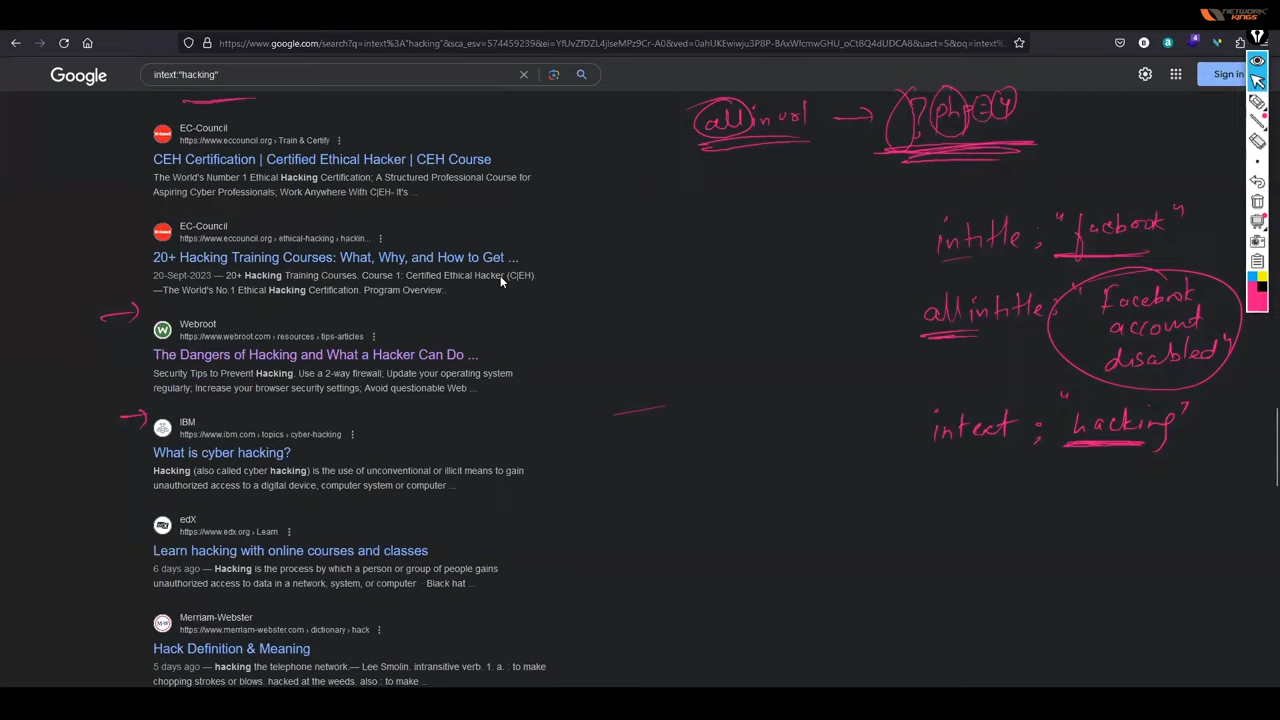 NETWORK
KINGS
https://www.google.com/search?q=intext%3A"hacking"&sca_esv=574459239&ei=YfUvZfDZL4jlseMPz9Cr-A0&ved=0ahUKEwiwju3P8P-BAxWfcmwGHU_oCt8Q4dUDCA8&uact=5&oq=intext%
Google
intext:"hacking"
Sign in
EC-Council
https://www.eccouncil.org › Train & Certify
CEH Certification | Certified Ethical Hacker | CEH Course
The World's Number 1 Ethical Hacking Certification; A Structured Professional Course for
Aspiring Cyber Professionals; Work Anywhere With C|EH- It's ...
EC-Council
https://www.eccouncil.org › ethical-hacking › hackin...
20+ Hacking Training Courses: What, Why, and How to Get ...
20-Sept-2023 — 20+ Hacking Training Courses. Course 1: Certified Ethical Hacker (C|EH).
—The World's No.1 Ethical Hacking Certification. Program Overview..
Webroot
https://www.webroot.com › resources › tips-articles
The Dangers of Hacking and What a Hacker Can Do ...
Security Tips to Prevent Hacking. Use a 2-way firewall; Update your operating system
regularly; Increase your browser security settings; Avoid questionable Web ...
IBM
https://www.ibm.com › topics › cyber-hacking
What is cyber hacking?
Hacking (also called cyber hacking) is the use of unconventional or illicit means to gain
unauthorized access to a digital device, computer system or computer ...
edX
https://www.edx.org › Learn
Learn hacking with online courses and classes
6 days ago — Hacking is the process by which a person or group of people gains
unauthorized access to data in a network, system, or computer. · Black hat ...
Merriam-Webster
https://www.merriam-webster.com › dictionary › hack
Hack Definition & Meaning
5 days ago — hacking the telephone network.— Lee Smolin. intransitive verb. 1. a. : to make
chopping strokes or blows. hacked at the weeds. also : to make ..
allinurl → ?php=4
intitle ; "facebook"
allintitle : "Facebook
account
disabled"
intext ; "hacking"